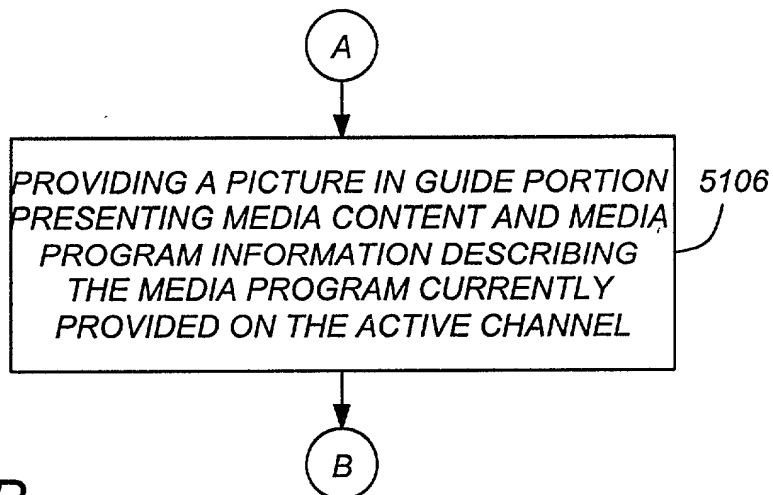 A
PROVIDING A PICTURE IN GUIDE PORTION
PRESENTING MEDIA CONTENT AND MEDIA
PROGRAM INFORMATION DESCRIBING
THE MEDIA PROGRAM CURRENTLY
PROVIDED ON THE ACTIVE CHANNEL
5106
B